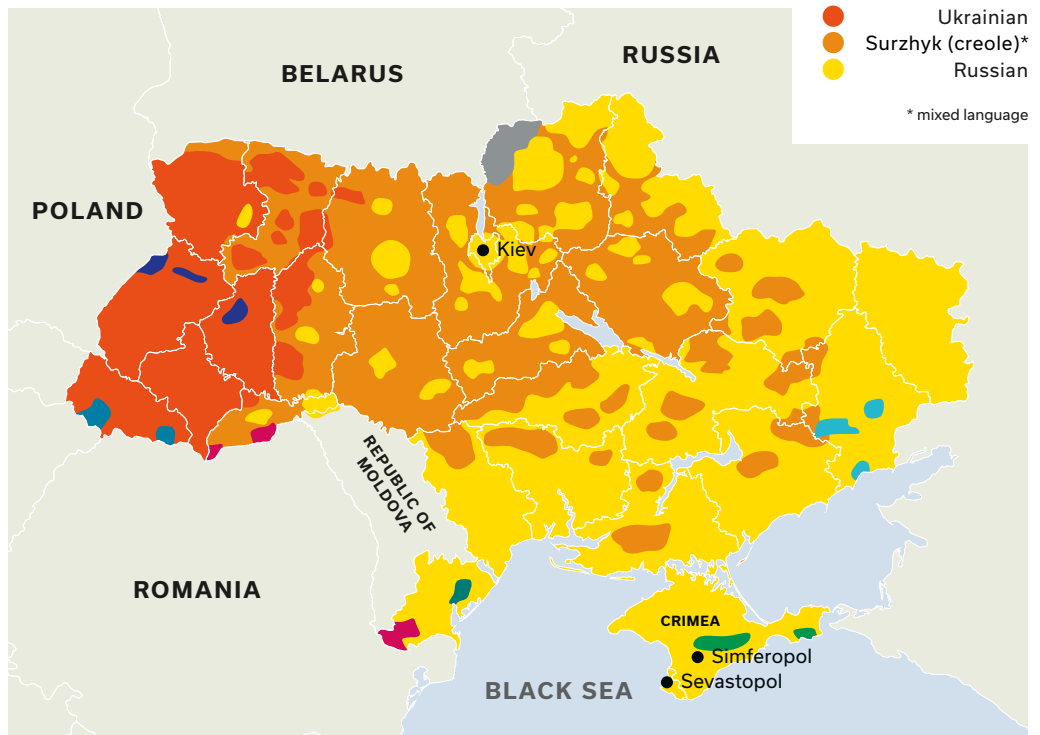 Ukrainian
Surzhyk (creole)*
Russian
* mixed language
RUSSIA
BELARUS
POLAND
Kiev
REPUBLIC OF
MOLDOVA
ROMANIA
CRIMEA
Simferopol
Sevastopol
BLACK SEA